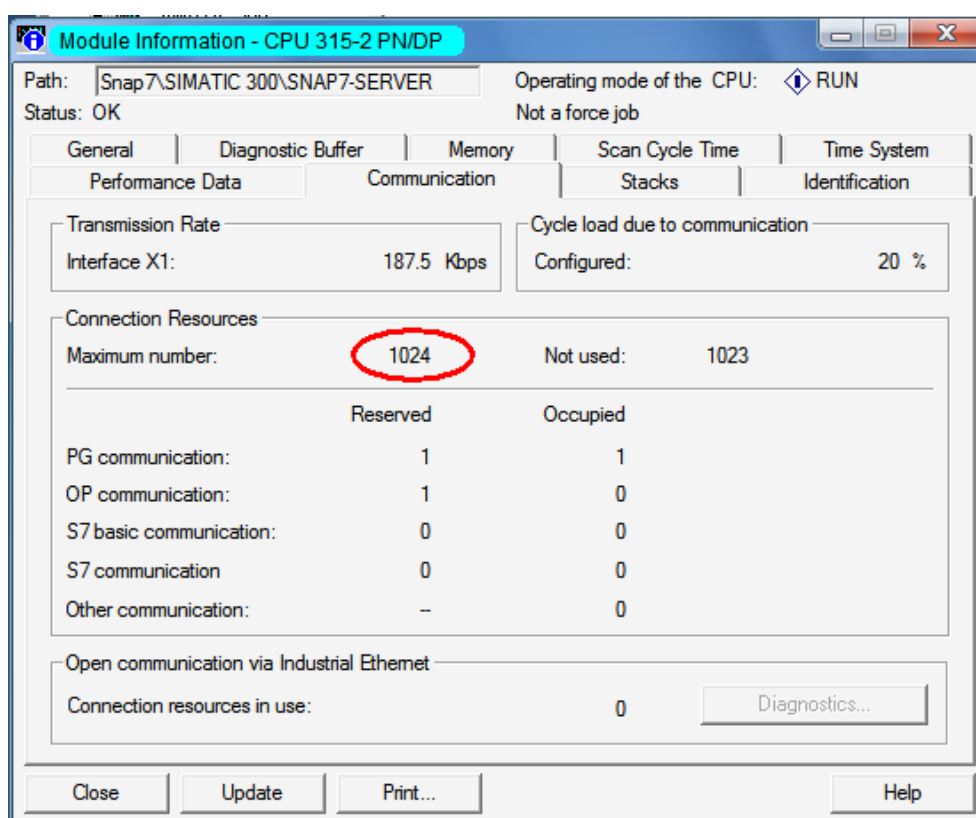 Module Information - CPU 315-2 PN/DP
Path: Snap7\SIMATIC 300\SNAP7-SERVER Operating mode of the CPU: RUN
Status: OK Not a force job
General Diagnostic Buffer Memory Scan Cycle Time Time System
Performance Data Communication Stacks Identification
Transmission Rate Cycle load due to communication
Interface X1: 187.5 Kbps Configured: 20 %
Connection Resources
Maximum number: 1024 Not used: 1023
Reserved Occupied
PG communication: 1 1
OP communication: 1 0
S7 basic communication: 0 0
S7 communication 0 0
Other communication: -- 0
Open communication via Industrial Ethernet
Connection resources in use: 0 Diagnostics...
Close Update Print... Help